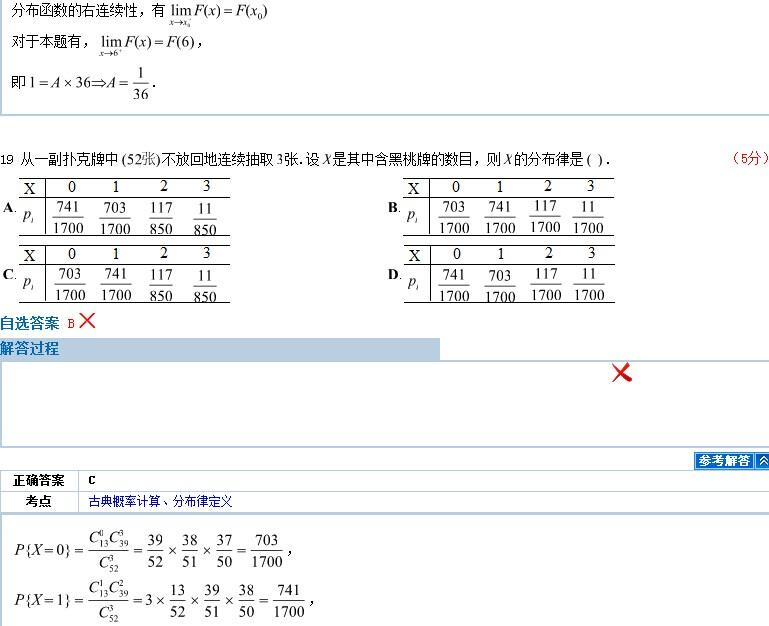 分布函数的右连续性，有 lim F(x) = F(x₀)
x→x₀⁺
对于本题有， lim F(x) = F(6)，
x→6⁺
即 1 = A × 36 ⇒ A = 1/36 .
19 从一副扑克牌中 (52张)不放回地连续抽取 3张. 设 X是其中含黑桃牌的数目，则 X的分布律是 ( ) . （5分）
A. X 0 1 2 3
pᵢ 741/1700 703/1700 117/850 11/850
B. X 0 1 2 3
pᵢ 703/1700 741/1700 117/1700 11/1700
C. X 0 1 2 3
pᵢ 703/1700 741/1700 117/850 11/850
D. X 0 1 2 3
pᵢ 741/1700 703/1700 117/1700 11/1700
自选答案 B
解答过程
参考解答
正确答案 C
考点 古典概率计算、分布律定义
P{X = 0} = C₁₃⁰C₃₉³/C₅₂³ = 39/52 × 38/51 × 37/50 = 703/1700 ，
P{X = 1} = C₁₃¹C₃₉²/C₅₂³ = 3 × 13/52 × 39/51 × 38/50 = 741/1700 ，